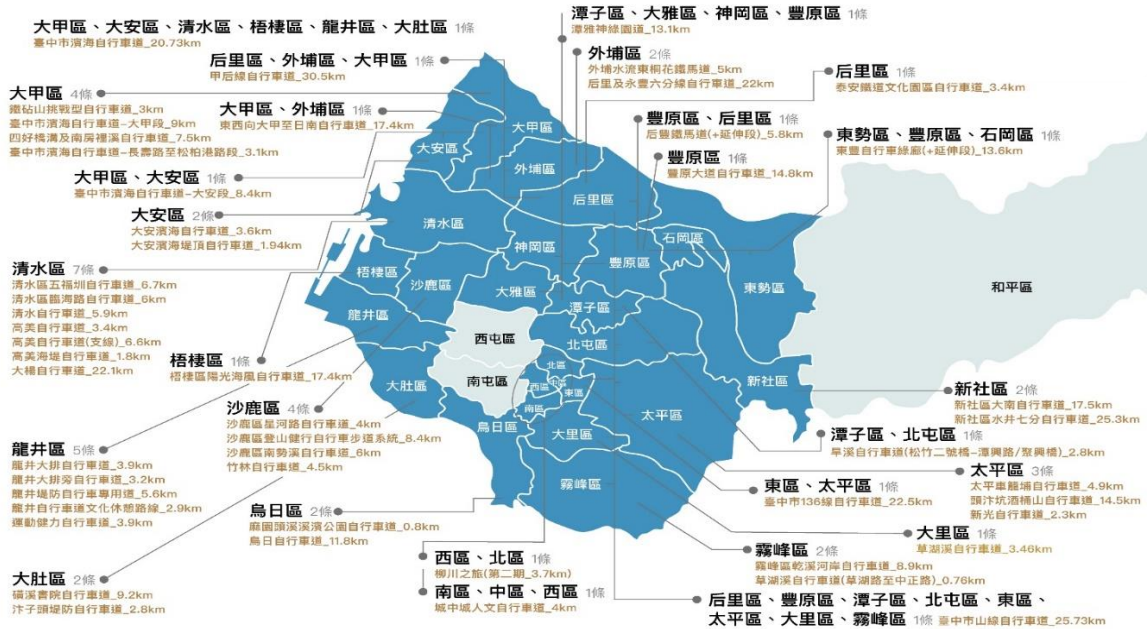 大甲區、大安區、清水區、梧棲區、龍井區、大肚區 1條
臺中市濱海自行車道_20.73km
后里區、外埔區、大甲區 1條
甲后線自行車道_30.5km
大甲區 4條
鐵砧山挑戰型自行車道_3km
臺中市濱海自行車道-大甲段_9km
四好橋溝及南房裡溪自行車道_7.5km
臺中市濱海自行車道-長壽路至松柏港路段_3.1km
大甲區、外埔區 1條
東西向大甲至日南自行車道_17.4km
大甲區、大安區 1條
臺中市濱海自行車道-大安段_8.4km
大安區 2條
大安濱海自行車道_3.6km
大安濱海堤頂自行車道_1.94km
清水區 7條
清水區五福圳自行車道_6.7km
清水區臨海路自行車道_6km
清水自行車道_5.9km
高美自行車道_3.4km
高美自行車道(支線)_6.6km
高美海堤自行車道_1.8km
大楊自行車道_22.1km
梧棲區 1條
梧棲區陽光海風自行車道_17.4km
沙鹿區 4條
沙鹿區星河路自行車道_4km
沙鹿區登山健行自行車步道系統_8.4km
沙鹿區南勢溪自行車道_6km
竹林自行車道_4.5km
龍井區 5條
龍井大排自行車道_3.9km
龍井大排旁自行車道_3.2km
龍井堤防自行車專用道_5.6km
龍井自行車道文化休憩路線_2.9km
運動健力自行車道_3.9km
大肚區 2條
磺溪書院自行車道_9.2km
汴子頭堤防自行車道_2.8km
烏日區 2條
麻園頭溪溪濱公園自行車道_0.8km
烏日自行車道_11.8km
西區、北區 1條
柳川之旅(第二期_3.7km)
南區、中區、西區 1條
城中城人文自行車道_4km
潭子區、大雅區、神岡區、豐原區 1條
潭雅神綠園道_13.1km
外埔區 2條
外埔水流東桐花鐵馬道_5km
后里及永豐六分線自行車道_22km
后里區 1條
泰安鐵道文化園區自行車道_3.4km
豐原區、后里區 1條
后豐鐵馬道(+延伸段)_5.8km
豐原區 1條
豐原大道自行車道_14.8km
東勢區、豐原區、石岡區 1條
東豐自行車綠廊(+延伸段)_13.6km
新社區 2條
新社區大南自行車道_17.5km
新社區水井七分自行車道_25.3km
潭子區、北屯區 1條
旱溪自行車道(松竹二號橋-潭興路/聚興橋)_2.8km
太平區 3條
太平車籠埔自行車道_4.9km
頭汴坑酒桶山自行車道_14.5km
新光自行車道_2.3km
東區、太平區 1條
臺中市136線自行車道_22.5km
大里區 1條
草湖溪自行車道_3.46km
霧峰區 2條
霧峰區乾溪河岸自行車道_8.9km
草湖溪自行車道(草湖路至中正路)_0.76km
后里區、豐原區、潭子區、北屯區、東區、
太平區、大里區、霧峰區 1條 臺中市山線自行車道_25.73km
大甲區
大安區
外埔區
后里區
清水區
神岡區
豐原區
石岡區
東勢區
和平區
梧棲區
沙鹿區
大雅區
潭子區
龍井區
西屯區
北屯區
新社區
大肚區
南屯區
北區
西區
中區
東區
南區
太平區
烏日區
大里區
霧峰區